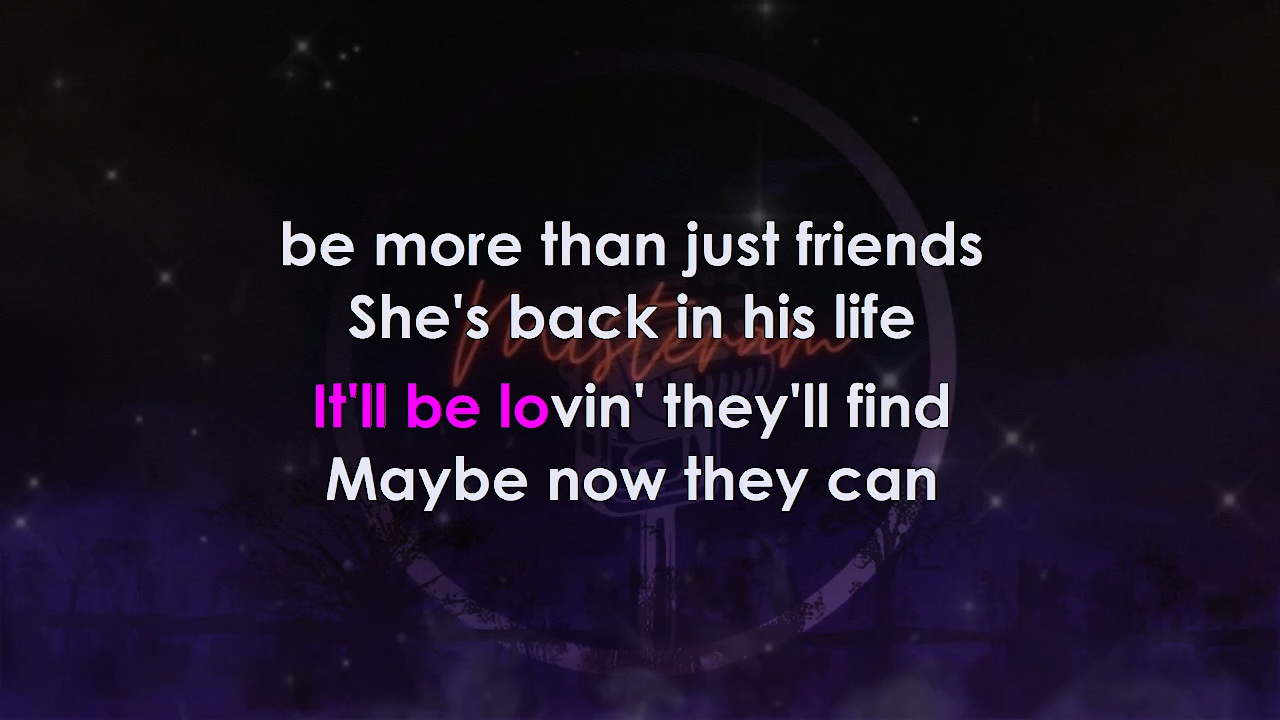 be more than just friends
She's back in his life
Misteram
It'll be lovin' they'll find
Maybe now they can